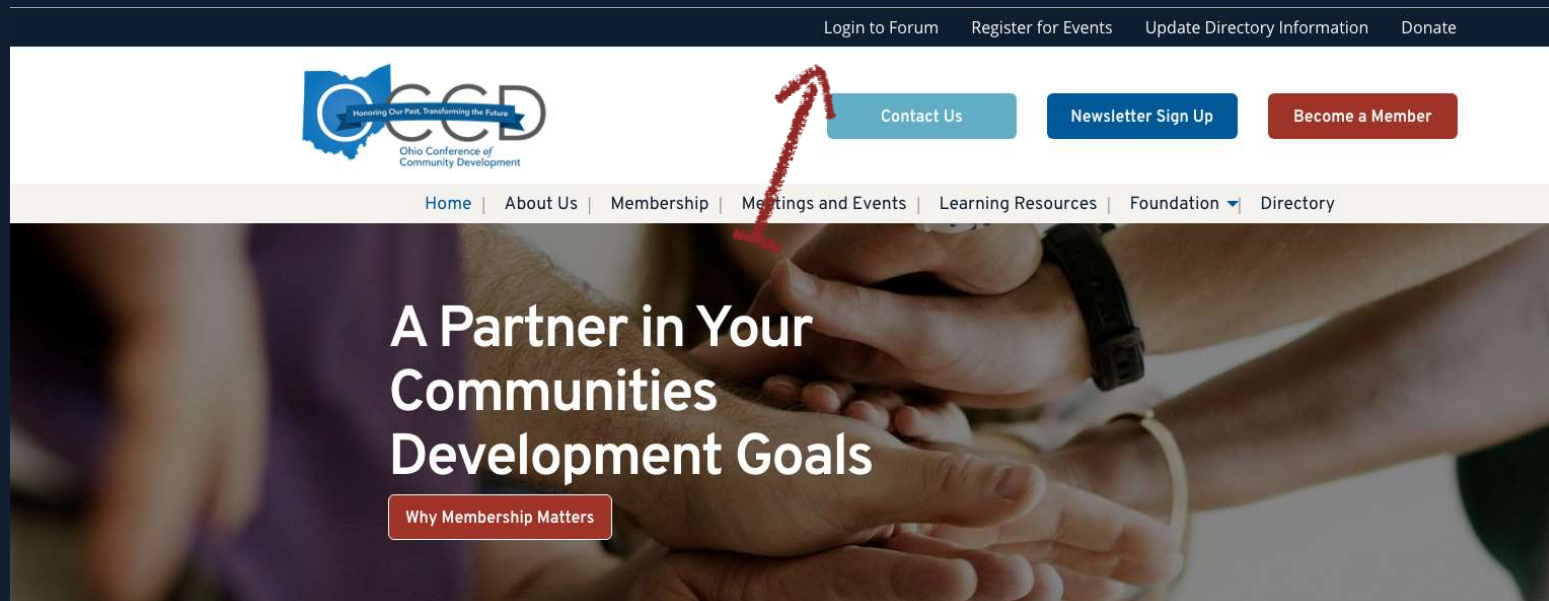 Login to Forum Register for Events Update Directory Information Donate
OCCD
Honoring Our Past, Transforming the Future
Ohio Conference of
Community Development
Contact Us Newsletter Sign Up Become a Member
Home | About Us | Membership | Meetings and Events | Learning Resources | Foundation | Directory
A Partner in Your
Communities
Development Goals
Why Membership Matters